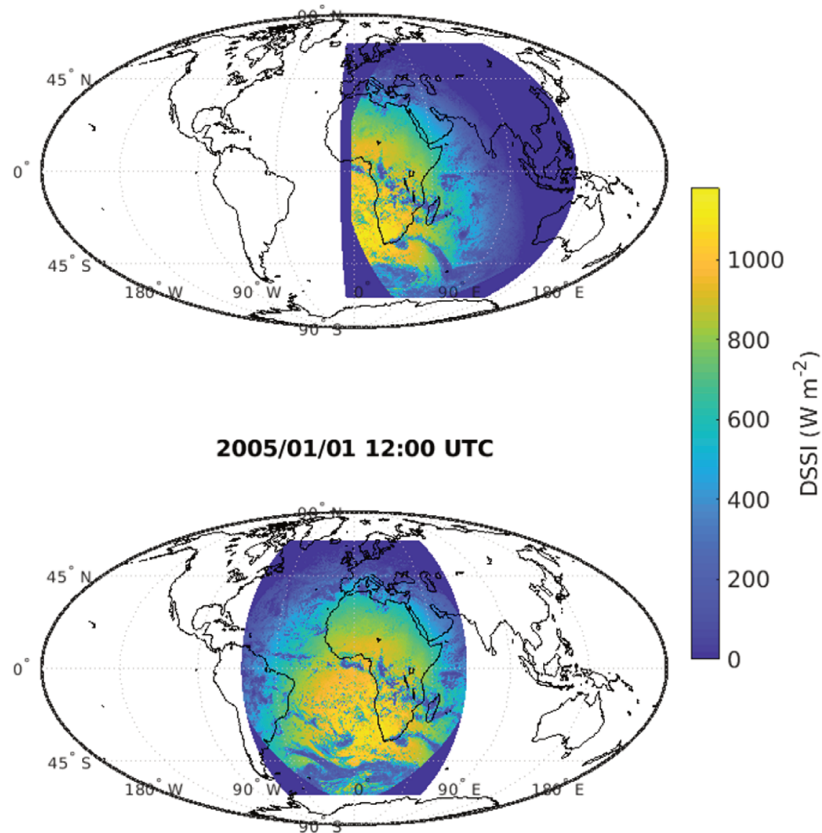 90° N
45° N
0°
45° S
180° W 90° W 0° 90° E 180° E
90° S
1000
800
600
400
200
0
DSSI (W m-2)
2005/01/01 12:00 UTC
90° N
45° N
0°
45° S
180° W 90° W 0° 90° E 180° E
90° S